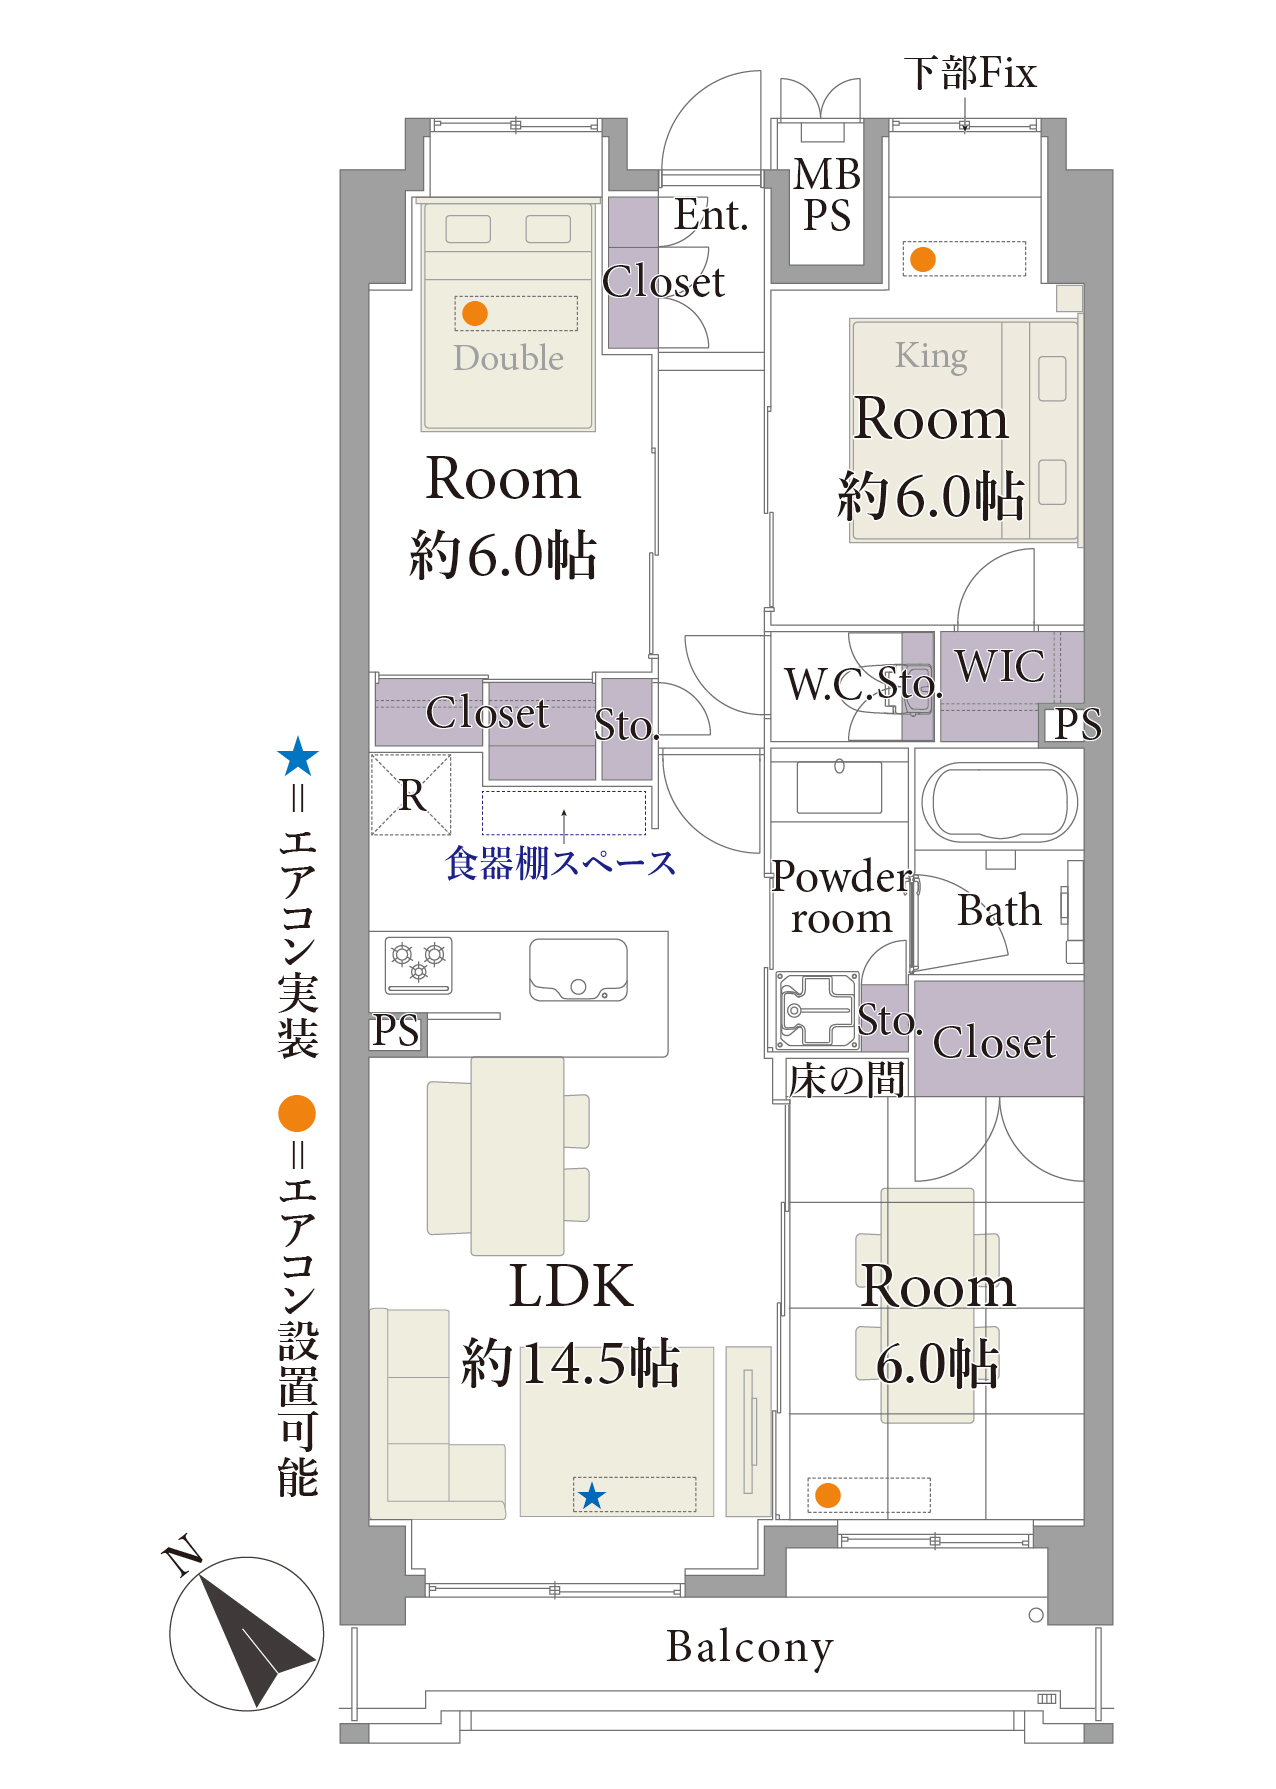 下部Fix
MB
PS
Ent.
Closet
Double
Room
約6.0帖
King
Room
約6.0帖
W.C.
Sto.
WIC
PS
Closet
Sto.
R
食器棚スペース
Powder
room
Bath
PS
Sto.
Closet
床の間
LDK
約14.5帖
Room
6.0帖
Balcony
★=エアコン実装
●=エアコン設置可能
N